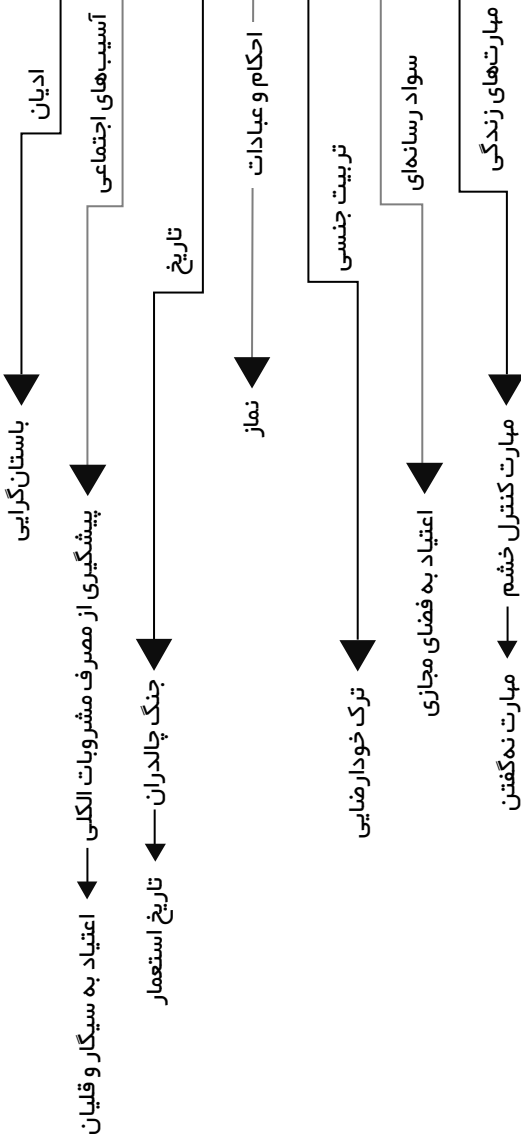 مهارت‌های زندگی
مهارت کنترل خشم
مهارت نه گفتن
سواد رسانه‌ای
اعتیاد به فضای مجازی
تربیت جنسی
ترک خودارضایی
احکام و عبادات
نماز
تاریخ
جنگ چالدران
تاریخ استعمار
آسیب‌های اجتماعی
پیشگیری از مصرف مشروبات الکلی
اعتیاد به سیگار و قلیان
ادیان
باستان‌گرایی